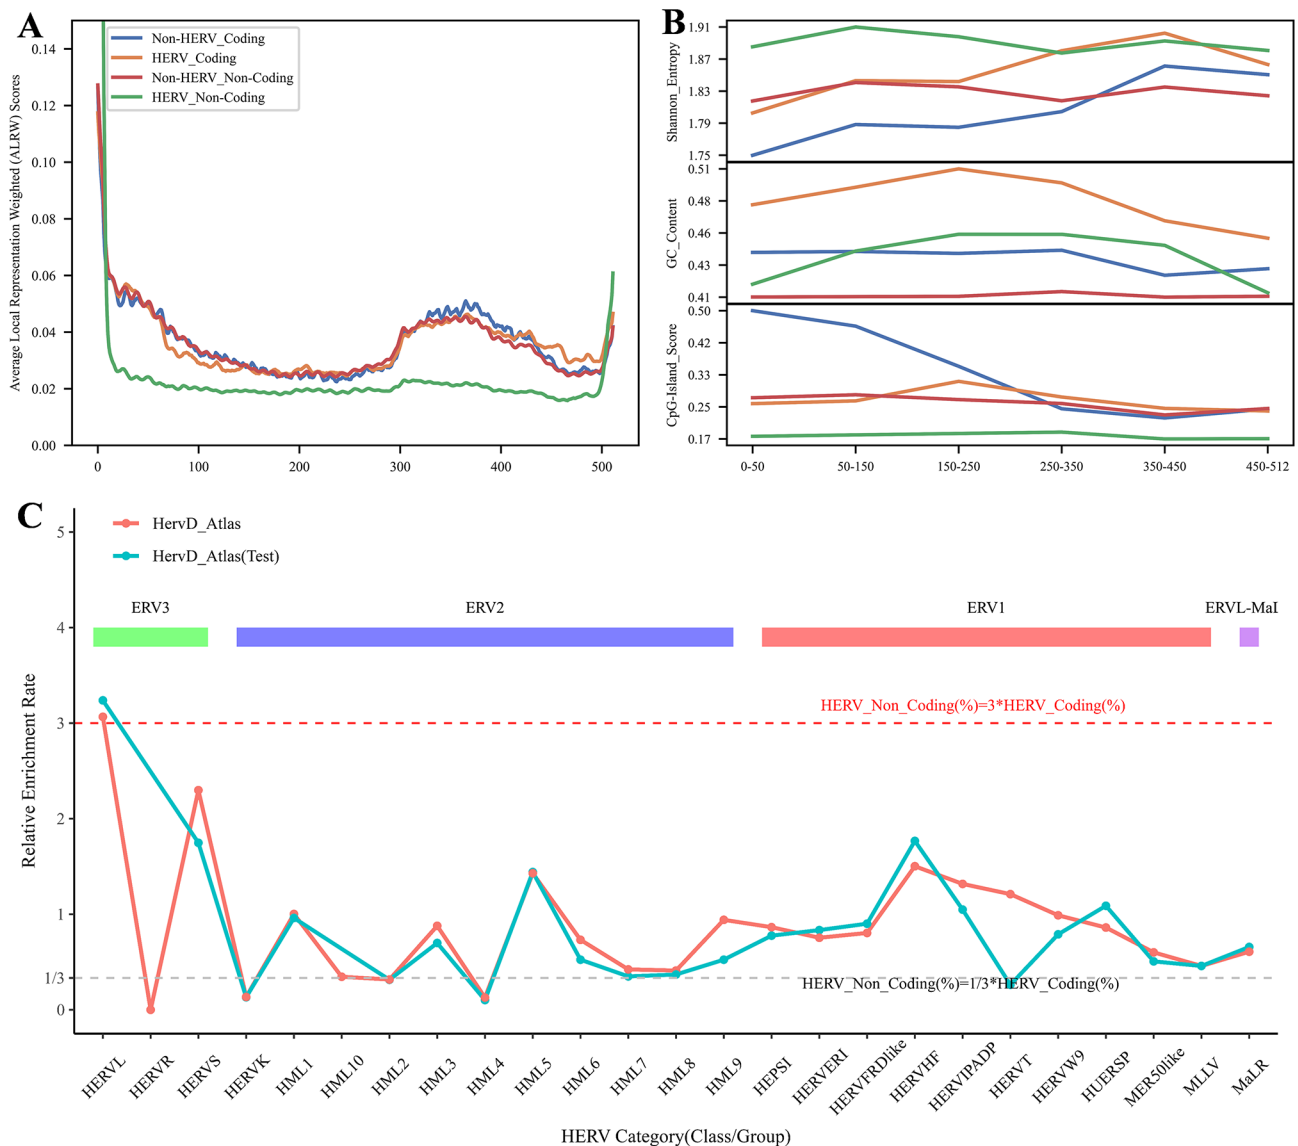 A
Average Local Representation Weighted (ALRW) Scores
0.14
0.12
0.10
0.08
0.06
0.04
0.02
0.00
Non-HERV_Coding
HERV_Coding
Non-HERV_Non-Coding
HERV_Non-Coding
0
100
200
300
400
500
B
Shannon_Entropy
1.91
1.87
1.83
1.79
1.75
GC_Content
0.51
0.48
0.46
0.43
0.41
CpG-Island_Score
0.50
0.42
0.33
0.25
0.17
0-50
50-150
150-250
250-350
350-450
450-512
C
HervD_Atlas
HervD_Atlas(Test)
Relative Enrichment Rate
5
4
3
2
1
1/3
0
ERV3
ERV2
ERV1
ERVL-Mal
HERV_Non_Coding(%)=3*HERV_Coding(%)
HERV_Non_Coding(%)=1/3*HERV_Coding(%)
HERVL
HERVR
HERVS
HERVK
HML1
HML10
HML2
HML3
HML4
HML5
HML6
HML7
HML8
HML9
HEPSI
HERVERI
HERVFRDlike
HERVHF
HERVIPADP
HERVT
HERVW9
HUERSP
MER50like
MLLV
MaLR
HERV Category(Class/Group)